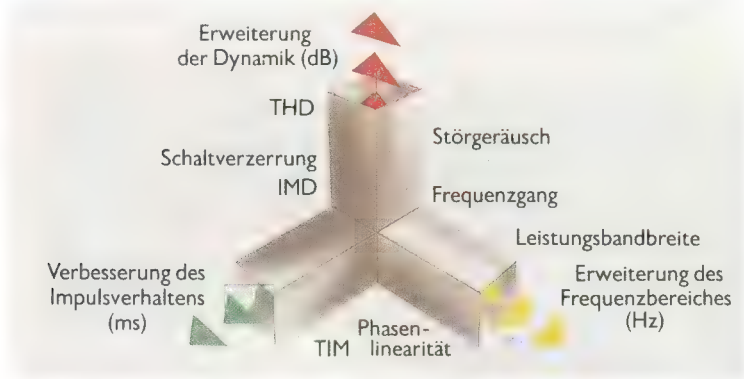 Erweiterung
der Dynamik (dB)
THD
Störgeräusch
Schaltverzerrung
IMD
Frequenzgang
Leistungsbandbreite
Verbesserung des
Impulsverhaltens
(ms)
Erweiterung des
Frequenzbereiches
(Hz)
Phasen-
TIM linearität